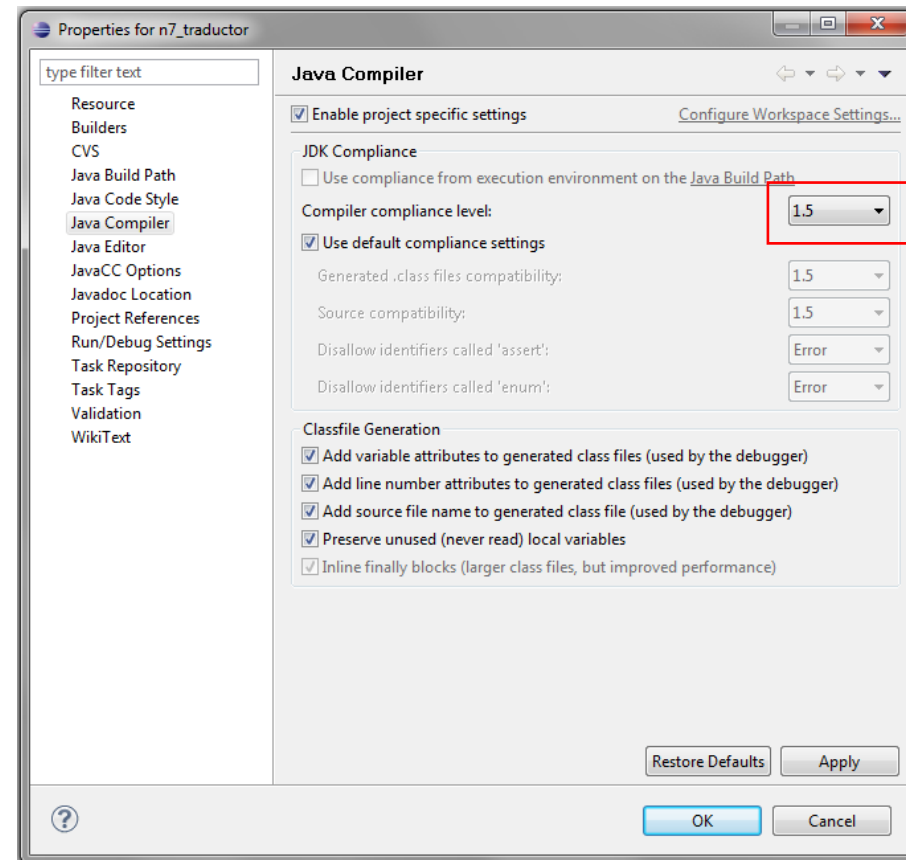 Properties for n7_traductor
type filter text
Resource
Builders
CVS
Java Build Path
Java Code Style
Java Compiler
Java Editor
JavaCC Options
Javadoc Location
Project References
Run/Debug Settings
Task Repository
Task Tags
Validation
WikiText
Java Compiler
Enable project specific settings Configure Workspace Settings...
JDK Compliance
Use compliance from execution environment on the Java Build Path
Compiler compliance level: 1.5
Use default compliance settings
Generated .class files compatibility: 1.5
Source compatibility: 1.5
Disallow identifiers called 'assert': Error
Disallow identifiers called 'enum': Error
Classfile Generation
Add variable attributes to generated class files (used by the debugger)
Add line number attributes to generated class files (used by the debugger)
Add source file name to generated class file (used by the debugger)
Preserve unused (never read) local variables
Inline finally blocks (larger class files, but improved performance)
Restore Defaults Apply
? OK Cancel